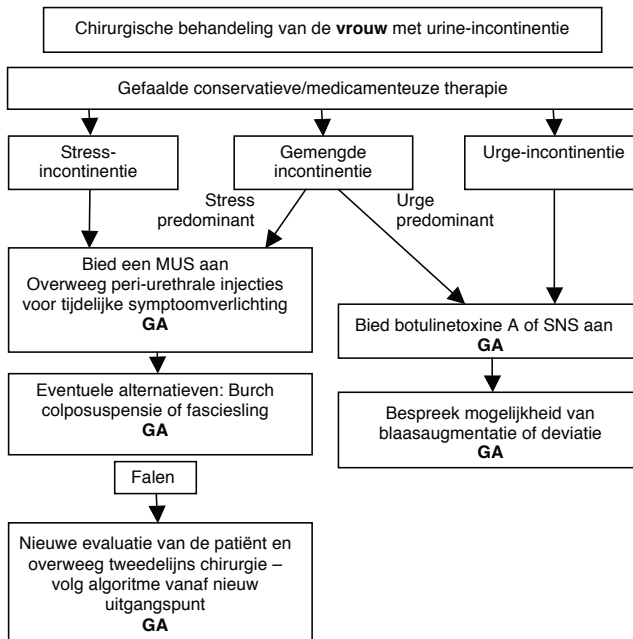 Chirurgische behandeling van de vrouw met urine-incontinentie
Gefaalde conservatieve/medicamenteuze therapie
Stress-
incontinentie
Gemengde
incontinentie
Urge-incontinentie
Stress
predominant
Urge
predominant
Bied een MUS aan
Overweeg peri-urethrale injecties
voor tijdelijke symptoomverlichting
GA
Bied botulinetoxine A of SNS aan
GA
Eventuele alternatieven: Burch
colposuspensie of fasciesling
GA
Bespreek mogelijkheid van
blaasaugmentatie of deviatie
GA
Falen
Nieuwe evaluatie van de patiënt en
overweeg tweedelijns chirurgie –
volg algoritme vanaf nieuw
uitgangspunt
GA